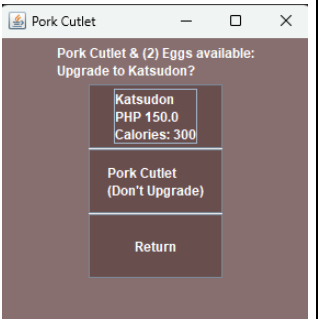 Pork Cutlet
Pork Cutlet & (2) Eggs available:
Upgrade to Katsudon?
Katsudon
PHP 150.0
Calories: 300
Pork Cutlet
(Don't Upgrade)
Return